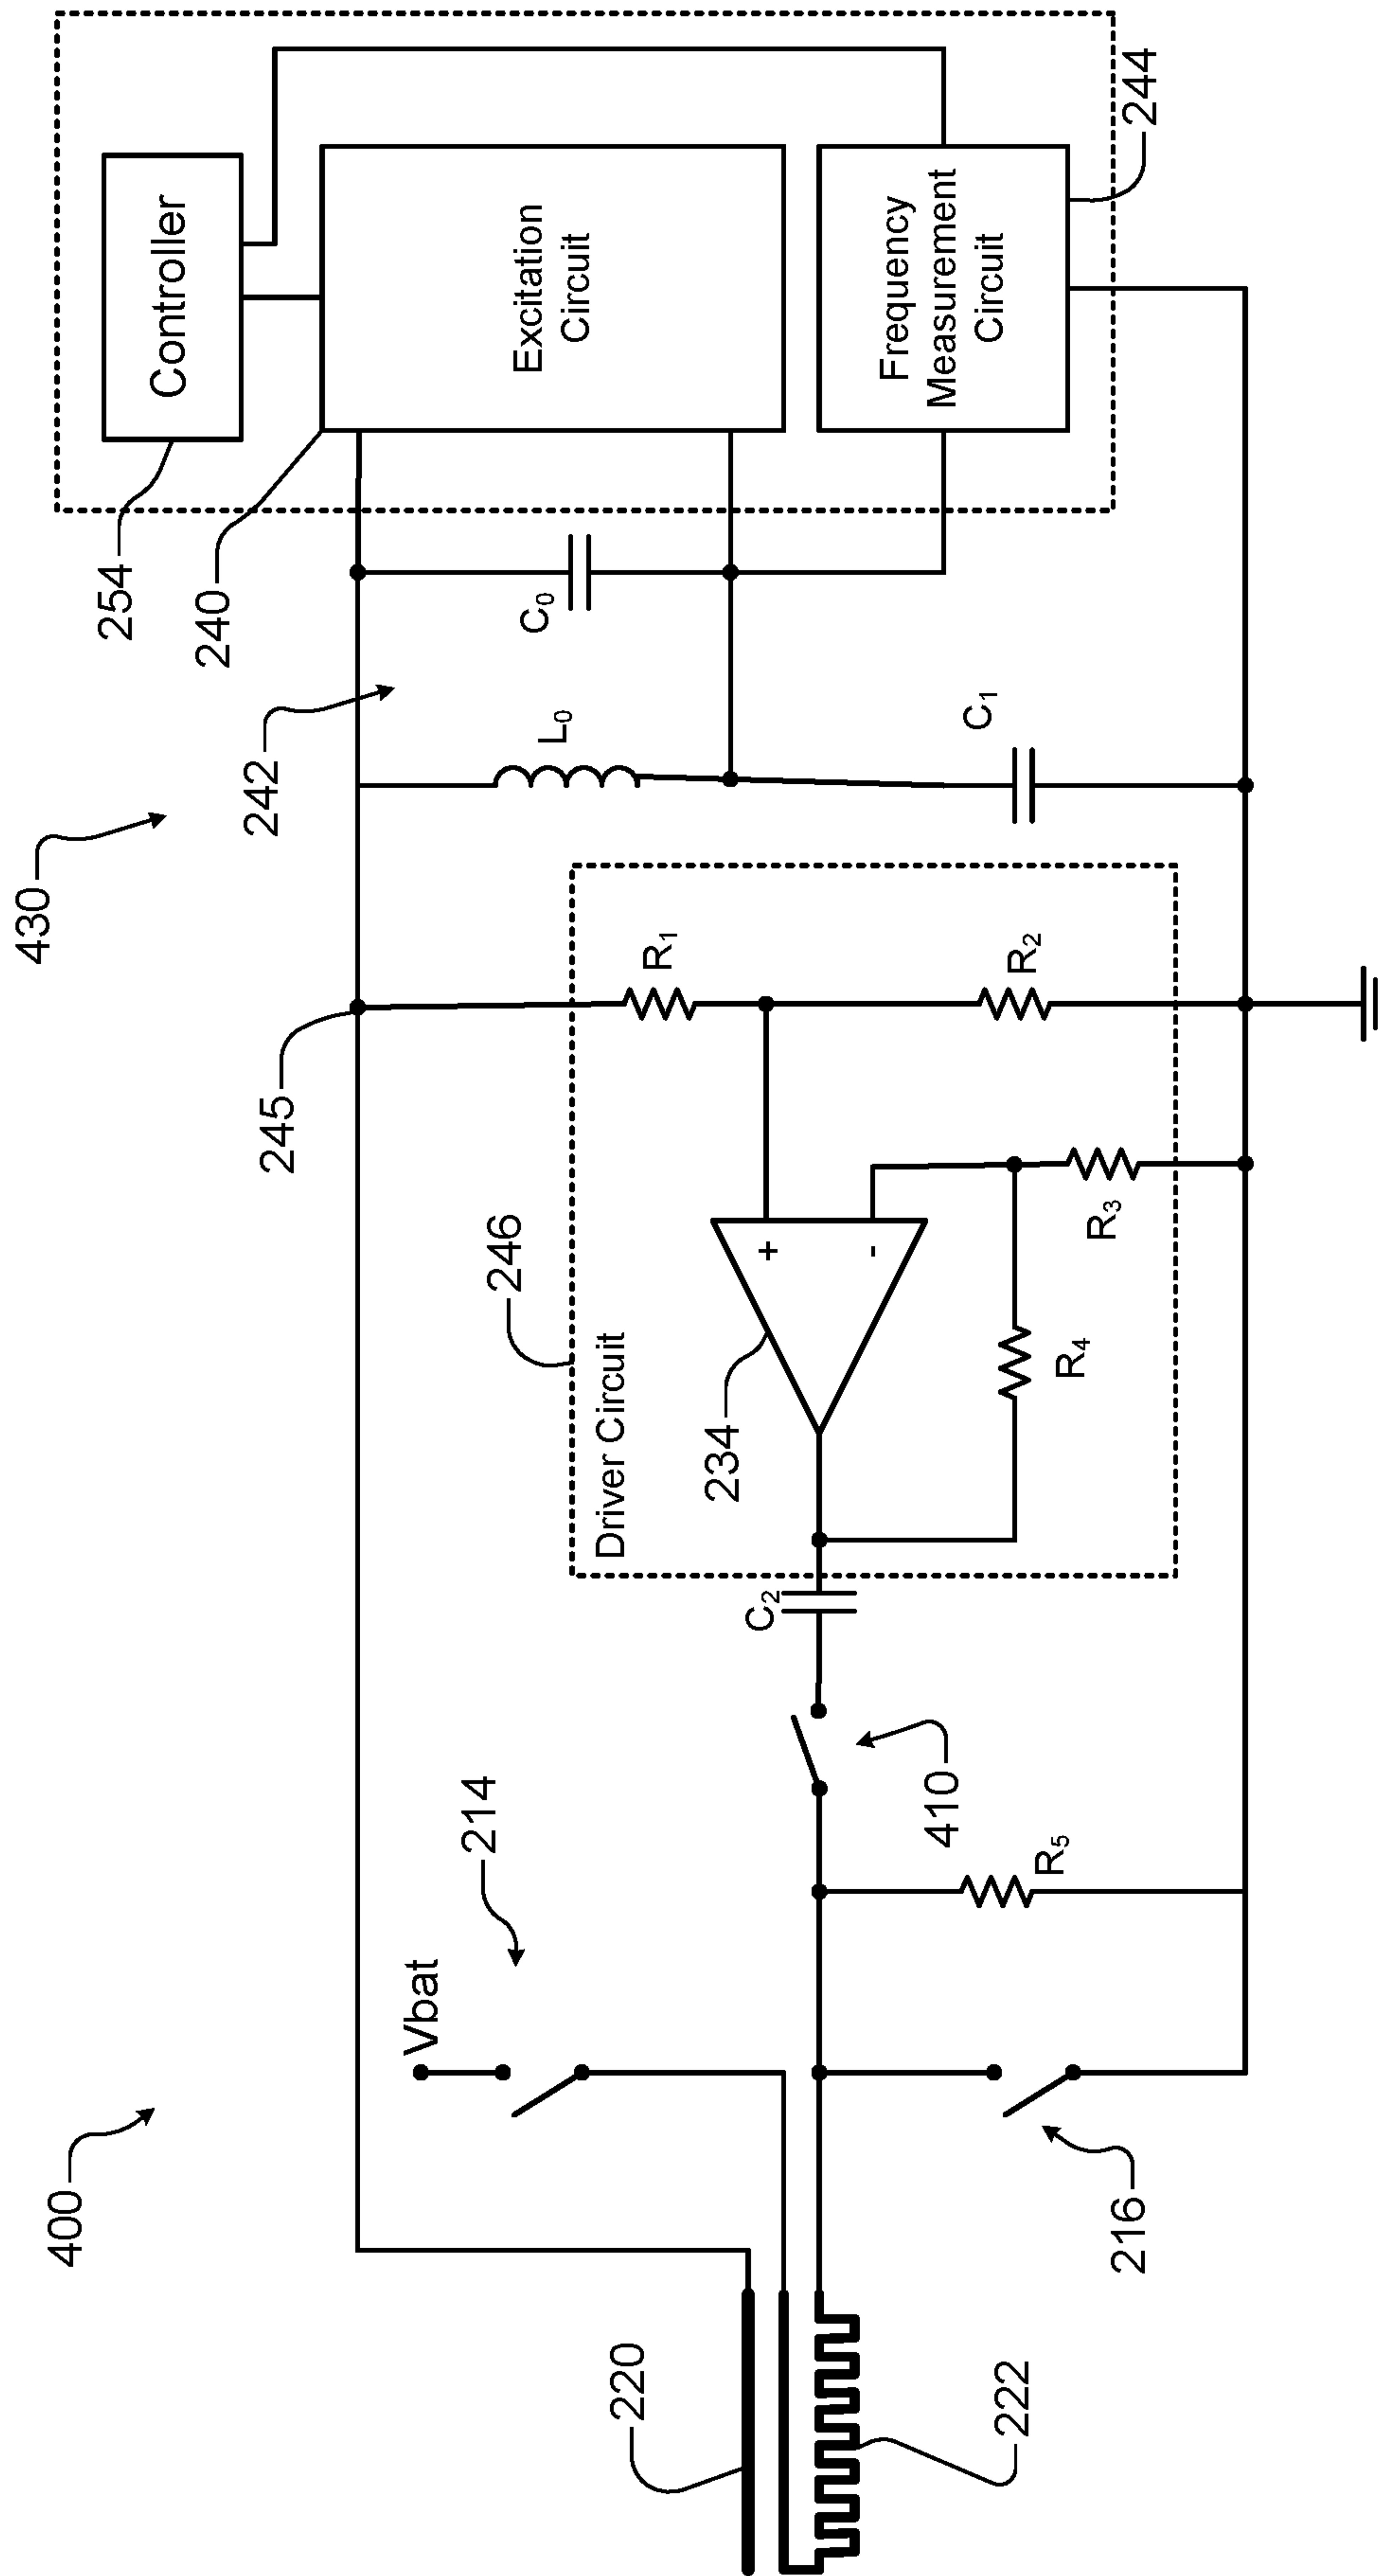 400
430
Vbat
214
245
242
240
254
Controller
Excitation
Circuit
Frequency
Measurement
Circuit
244
L₀
C₀
C₁
246
Driver Circuit
234
+
-
R₁
R₂
R₃
R₄
C₂
410
R₅
216
220
222